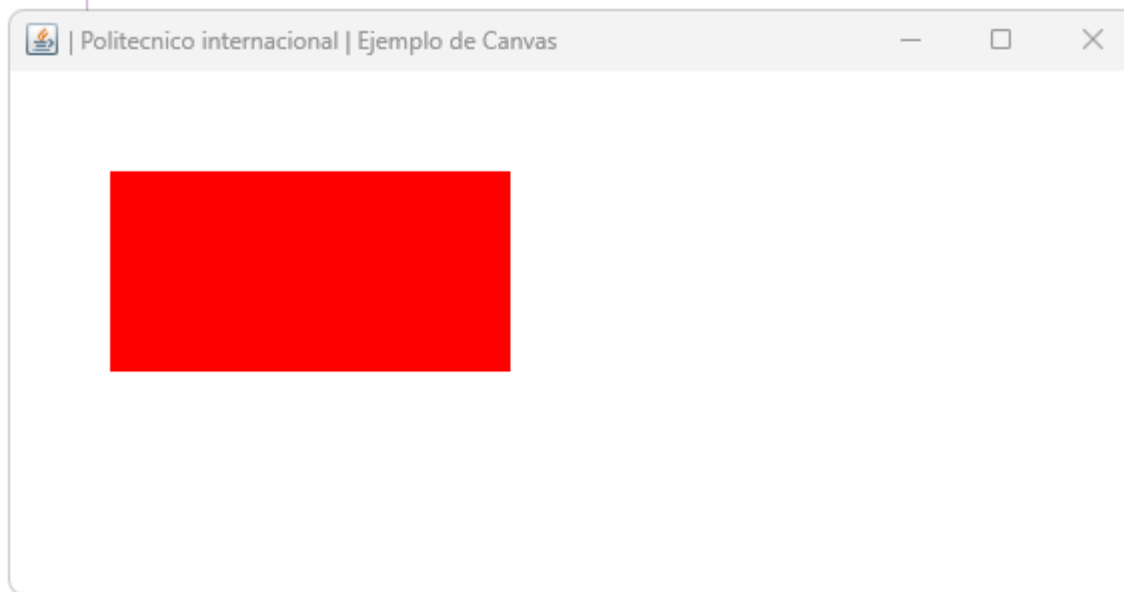 | Politecnico internacional | Ejemplo de Canvas